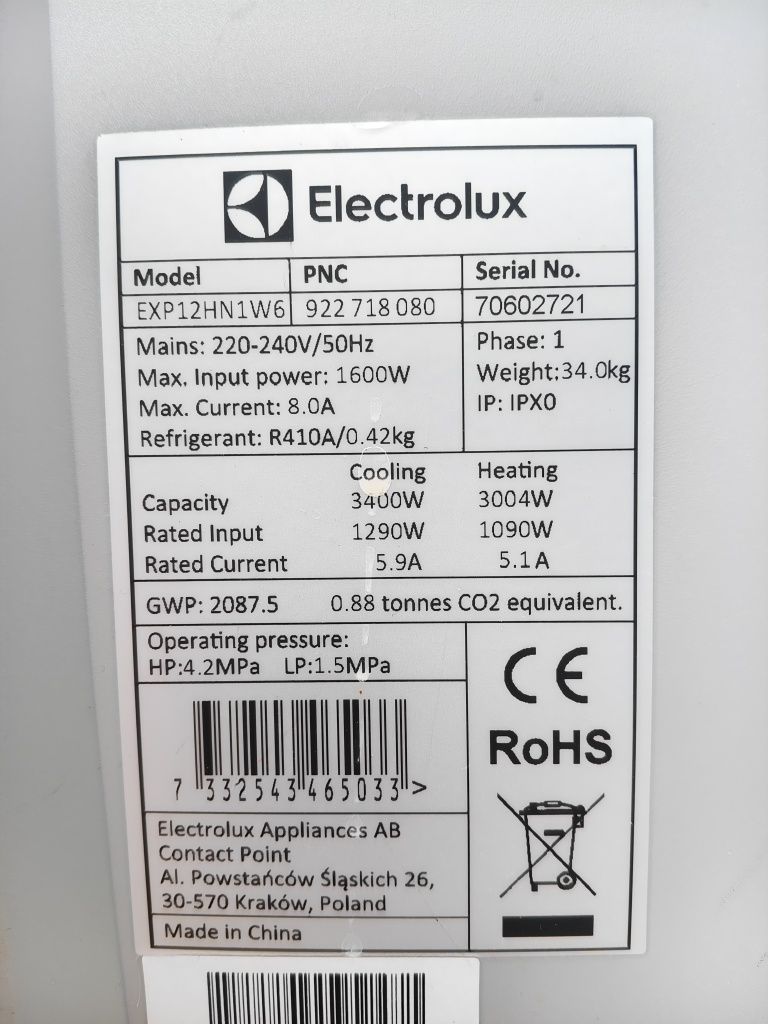 Electrolux
Model PNC Serial No.
EXP12HN1W6 922 718 080 70602721
Mains: 220-240V/50Hz
Max. Input power: 1600W
Max. Current: 8.0A
Refrigerant: R410A/0.42kg
Phase: 1
Weight:34.0kg
IP: IPX0
Cooling Heating
Capacity 3400W 3004W
Rated Input 1290W 1090W
Rated Current 5.9A 5.1A
GWP: 2087.5 0.88 tonnes CO2 equivalent.
Operating pressure:
HP:4.2MPa LP:1.5MPa
7 332543 465033 >
CE
RoHS
Electrolux Appliances AB
Contact Point
Al. Powstańców Śląskich 26,
30-570 Kraków, Poland
Made in China